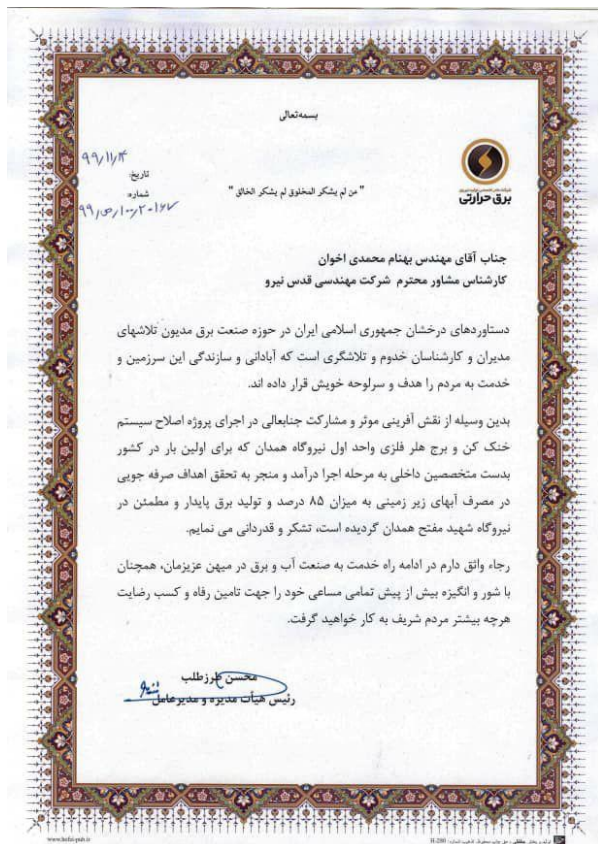 بسمه‌تعالی
برق حرارتی
تاریخ:
۹۹/۱۱/۴
شماره:
" من لم یشکر المخلوق لم یشکر الخالق "
جناب آقای مهندس بهنام محمدی اخوان
کارشناس مشاور محترم شرکت مهندسی قدس نیرو
دستاوردهای درخشان جمهوری اسلامی ایران در حوزه صنعت برق مدیون تلاشهای
مدیران و کارشناسان خدوم و تلاشگری است که آبادانی و سازندگی این سرزمین و
خدمت به مردم را هدف و سرلوحه خویش قرار داده اند.
بدین وسیله از نقش آفرینی موثر و مشارکت جنابعالی در اجرای پروژه اصلاح سیستم
خنک کن و برج هلر فلزی واحد اول نیروگاه همدان که برای اولین بار در کشور
بدست متخصصین داخلی به مرحله اجرا درآمد و منجر به تحقق اهداف صرفه جویی
در مصرف آبهای زیر زمینی به میزان ۸۵ درصد و تولید برق پایدار و مطمئن در
نیروگاه شهید مفتح همدان گردیده است، تشکر و قدردانی می نمایم.
رجاء واثق دارم در ادامه راه خدمت به صنعت آب و برق در میهن عزیزمان، همچنان
با شور و انگیزه بیش از پیش تمامی مساعی خود را جهت تامین رفاه و کسب رضایت
هرچه بیشتر مردم شریف به کار خواهید گرفت.
محسن طرزطلب
رئیس هیأت مدیره و مدیرعامل
H-280